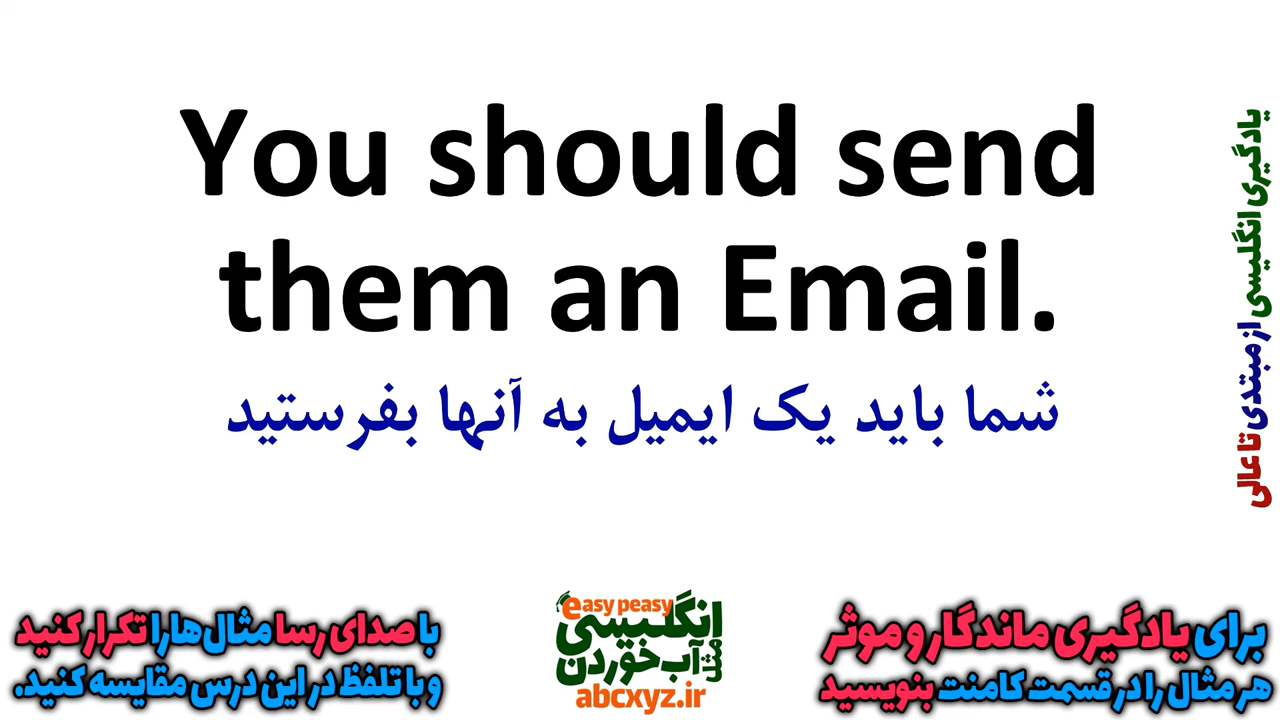 You should send
them an Email.
شما باید یک ایمیل به آنها بفرستید
یادگیری انگلیسی از مبتدی تا عالی
با صدای رسا مثال‌ها را تکرار کنید
و با تلفظ در این درس مقایسه کنید.
easy peasy
انگلیسی
مثل آب خوردن
abcxyz.ir
برای یادگیری ماندگار و موثر
هر مثال را در قسمت کامنت بنویسید